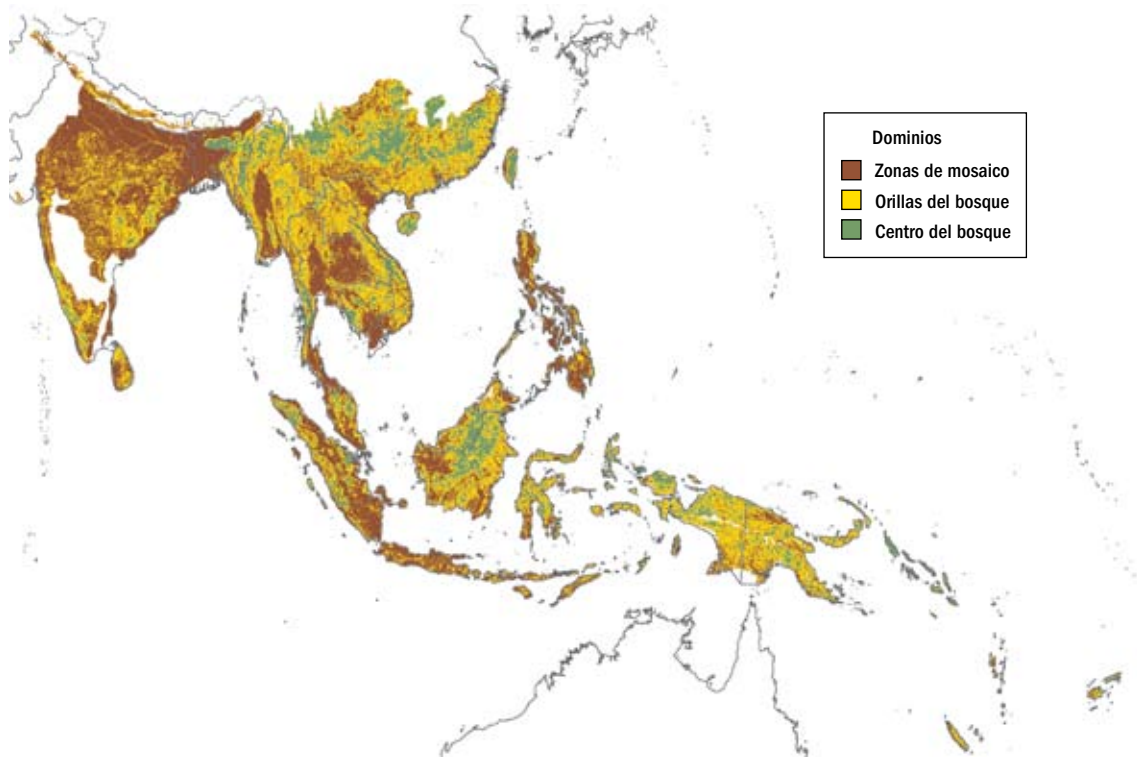 Dominios
Zonas de mosaico
Orillas del bosque
Centro del bosque